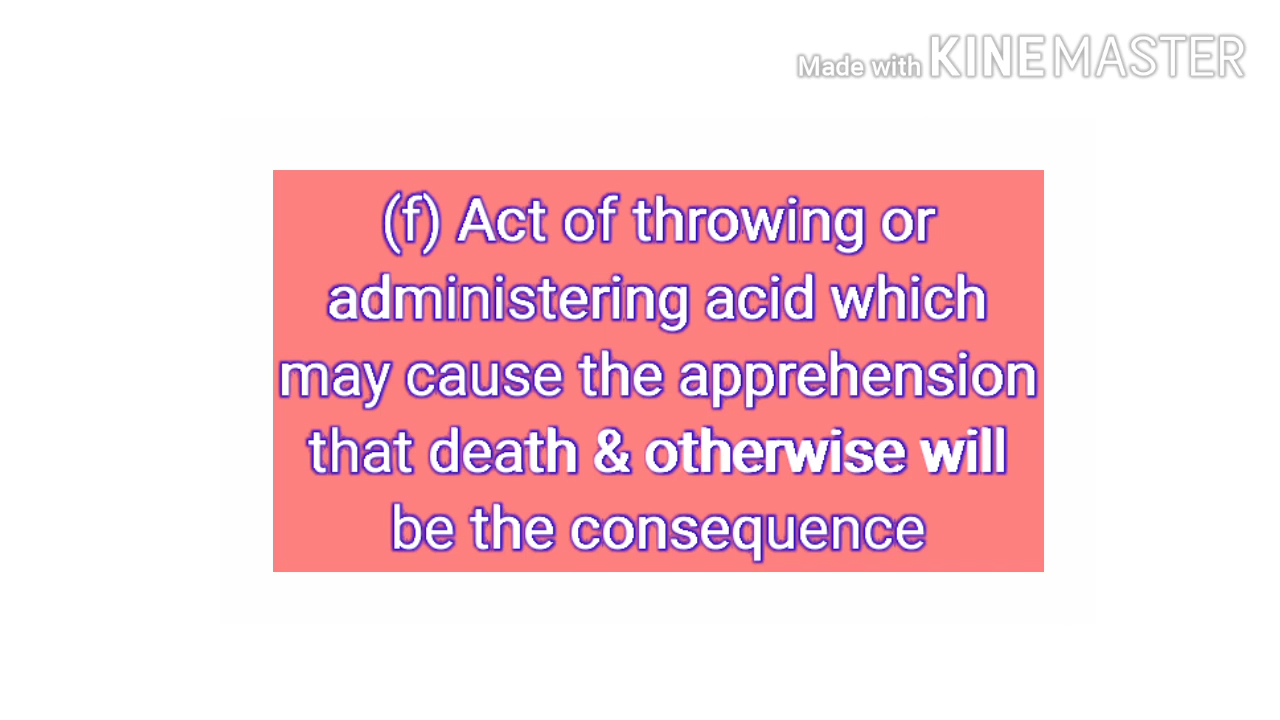 Made with KINEMASTER
(f) Act of throwing or
administering acid which
may cause the apprehension
that death & otherwise will
be the consequence